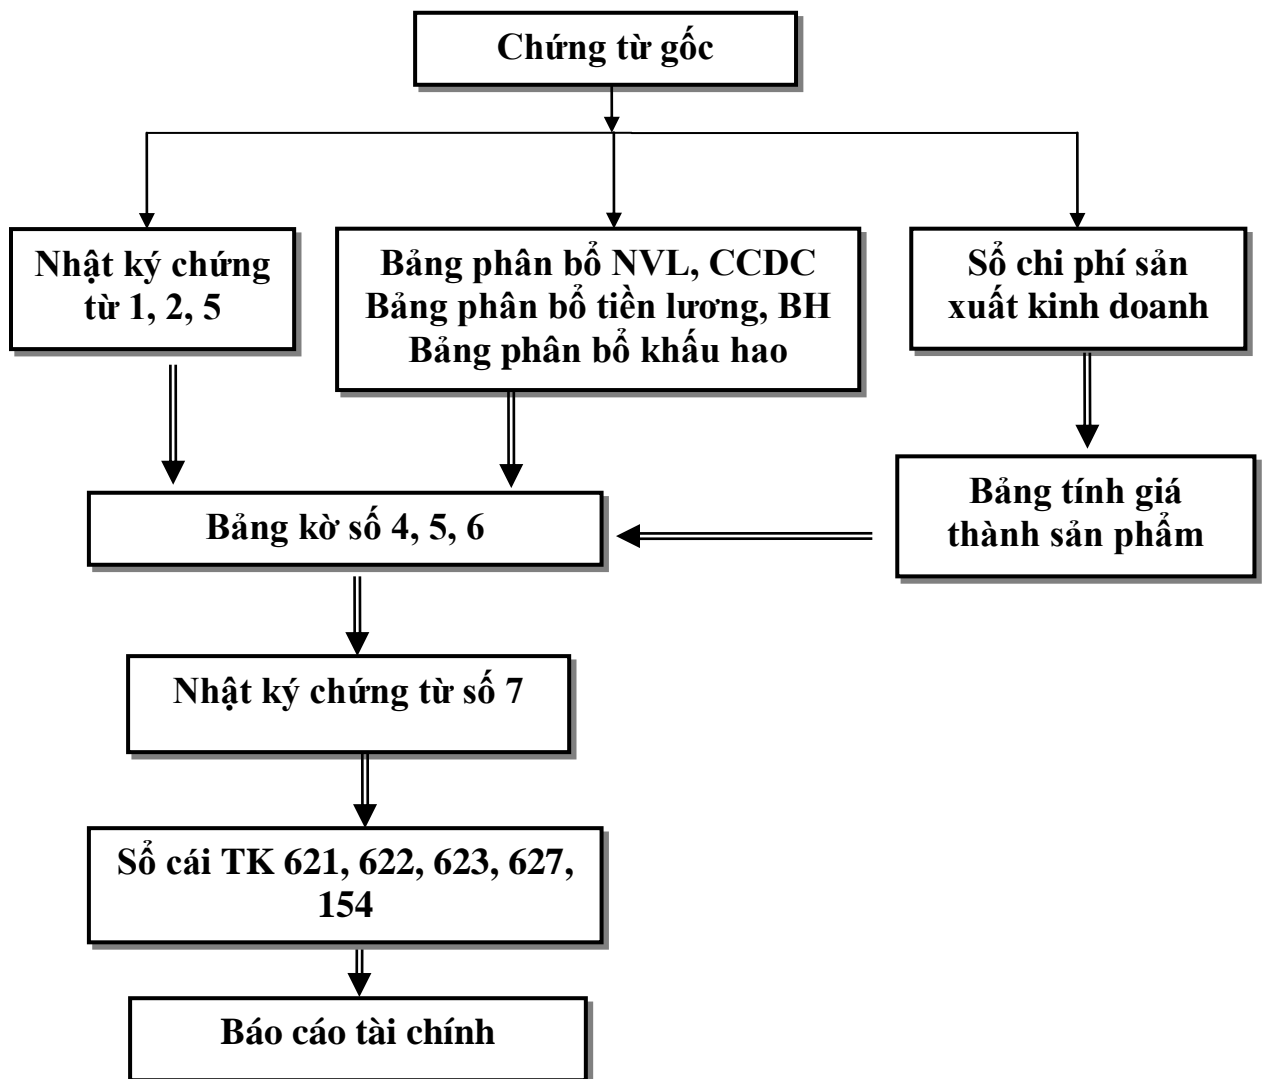 Chứng từ gốc
Nhật ký chứng
từ 1, 2, 5
Bảng phân bổ NVL, CCDC
Bảng phân bổ tiền lương, BH
Bảng phân bổ khấu hao
Sổ chi phí sản
xuất kinh doanh
Bảng tính giá
thành sản phẩm
Bảng kờ số 4, 5, 6
Nhật ký chứng từ số 7
Sổ cái TK 621, 622, 623, 627,
154
Báo cáo tài chính